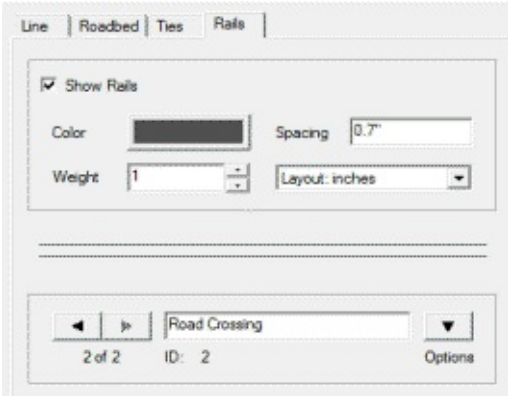 Line Roadbed Ties Rails
Show Rails
Color Spacing 0.7"
Weight 1 Layout: inches
Road Crossing
2 of 2 ID: 2 Options